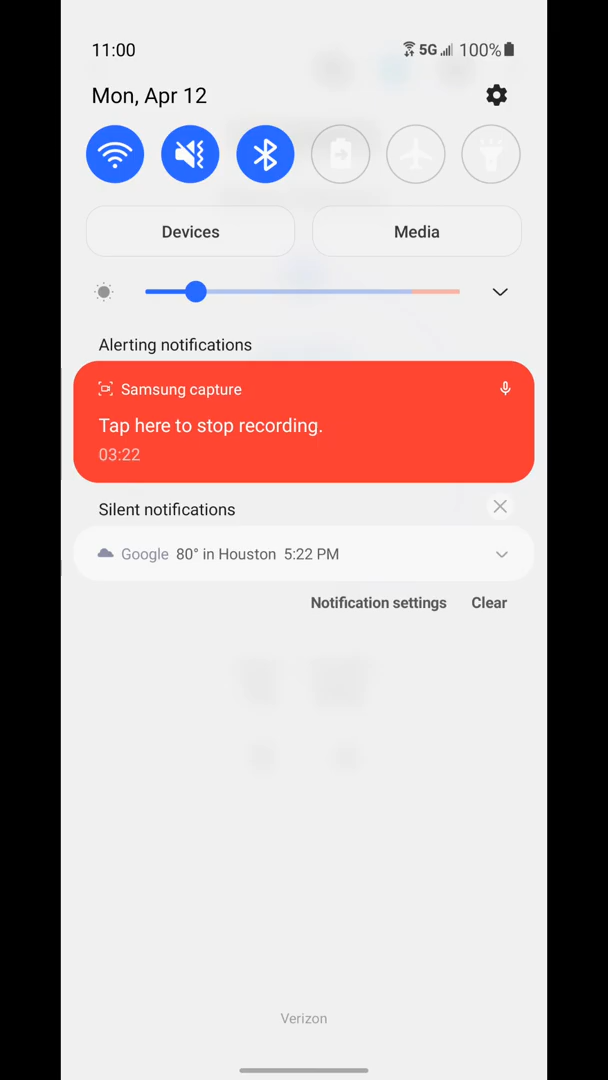 11:00 5G 100%
Mon, Apr 12
Devices Media
Alerting notifications
Samsung capture
Tap here to stop recording.
03:22
Silent notifications
Google 80° in Houston 5:22 PM
Notification settings Clear
Verizon